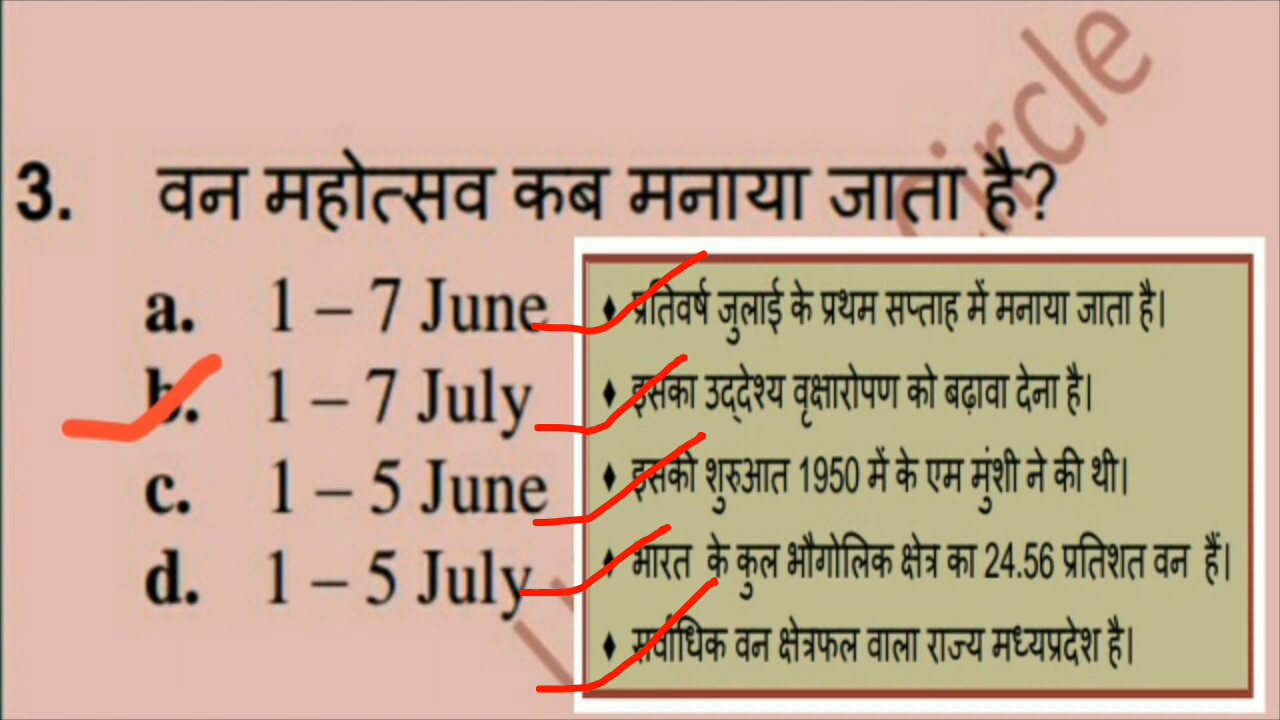 3. वन महोत्सव कब मनाया जाता है?
a. 1 – 7 June
b. 1 – 7 July
c. 1 – 5 June
d. 1 – 5 July
♦ प्रतिवर्ष जुलाई के प्रथम सप्ताह में मनाया जाता है।
♦ इसका उद्देश्य वृक्षारोपण को बढ़ावा देना है।
♦ इसकी शुरुआत 1950 में के एम मुंशी ने की थी।
♦ भारत के कुल भौगोलिक क्षेत्र का 24.56 प्रतिशत वन हैं।
♦ सर्वाधिक वन क्षेत्रफल वाला राज्य मध्यप्रदेश है।
Circle